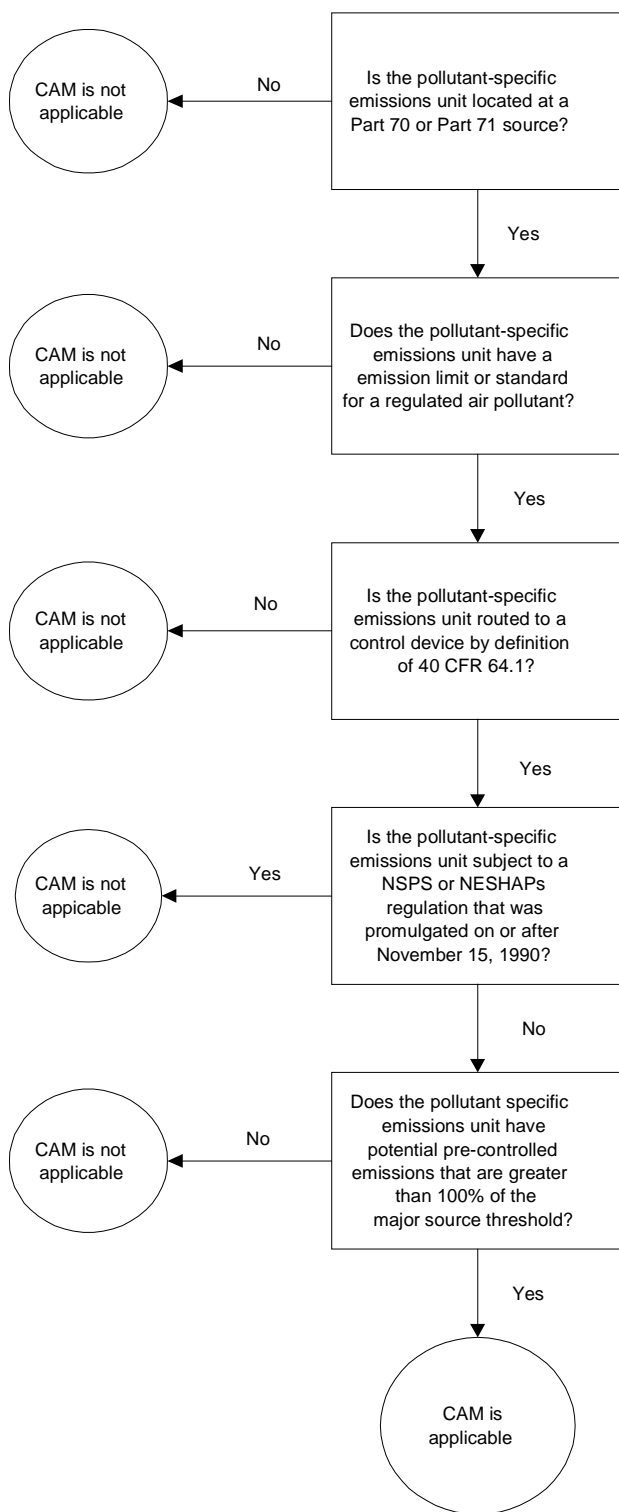 CAM is not
applicable
No
Is the pollutant-specific
emissions unit located at a
Part 70 or Part 71 source?
Yes
CAM is not
applicable
No
Does the pollutant-specific
emissions unit have a
emission limit or standard
for a regulated air pollutant?
Yes
CAM is not
applicable
No
Is the pollutant-specific
emissions unit routed to a
control device by definition
of 40 CFR 64.1?
Yes
CAM is not
appicable
Yes
Is the pollutant-specific
emissions unit subject to a
NSPS or NESHAPs
regulation that was
promulgated on or after
November 15, 1990?
No
CAM is not
applicable
No
Does the pollutant specific
emissions unit have
potential pre-controlled
emissions that are greater
than 100% of the
major source threshold?
Yes
CAM is
applicable